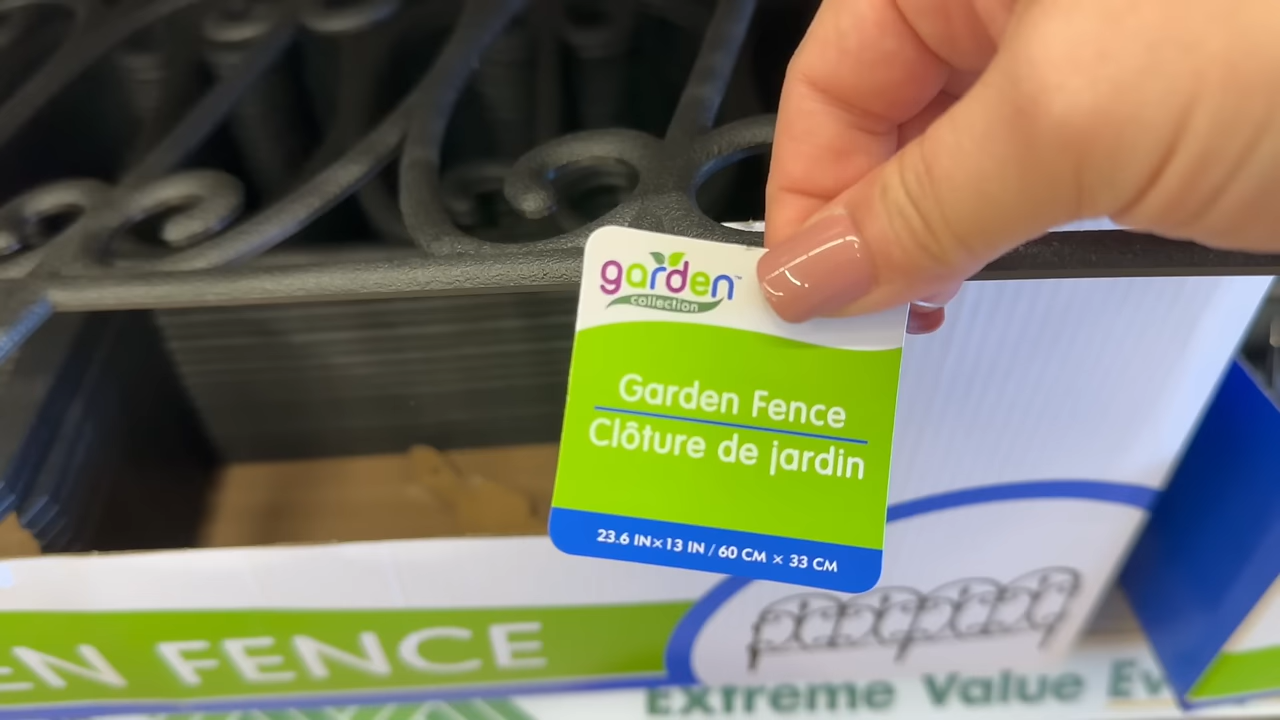 garden™
collection
Garden Fence
Clôture de jardin
23.6 IN×13 IN / 60 CM × 33 CM
EN FENCE
Extreme Value Ev